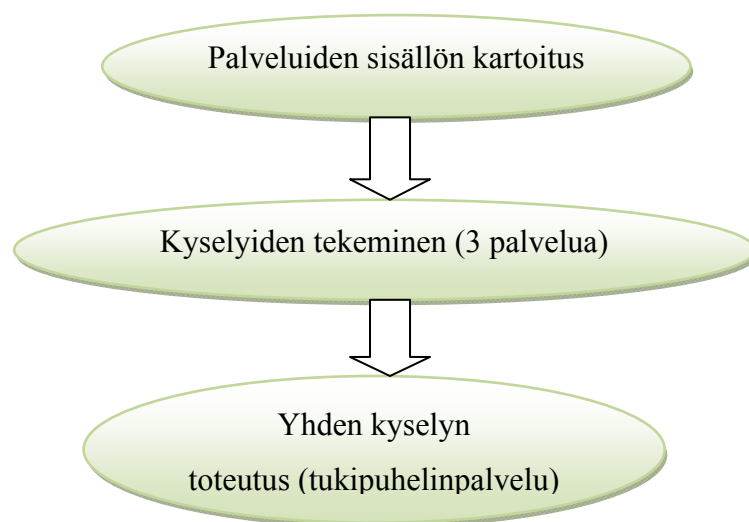 Palveluiden sisällön kartoitus
Kyselyiden tekeminen (3 palvelua)
Yhden kyselyn
toteutus (tukipuhelinpalvelu)